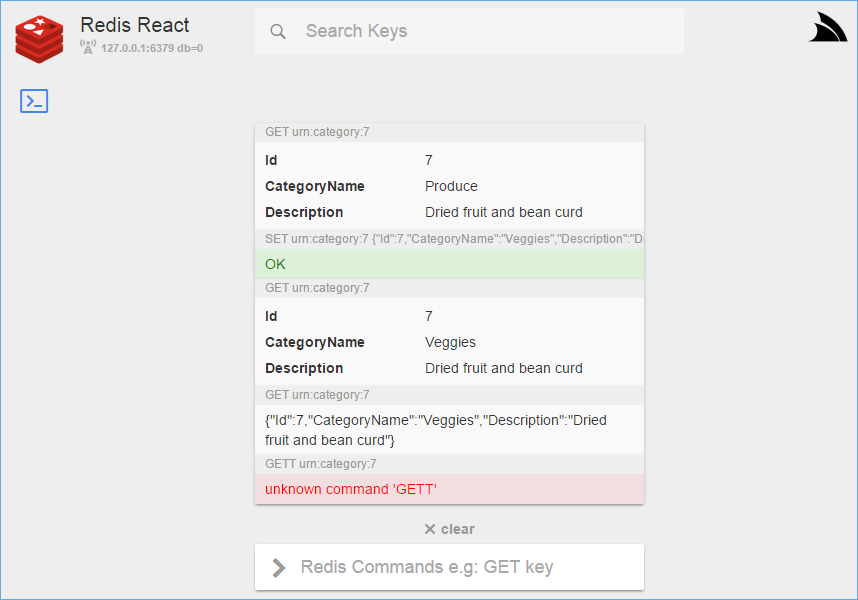 Redis React
127.0.0.1:6379 db=0
Search Keys
GET urn:category:7
Id 7
CategoryName Produce
Description Dried fruit and bean curd
SET urn:category:7 {"Id":7,"CategoryName":"Veggies","Description":"D
OK
GET urn:category:7
Id 7
CategoryName Veggies
Description Dried fruit and bean curd
GET urn:category:7
{"Id":7,"CategoryName":"Veggies","Description":"Dried
fruit and bean curd"}
GETT urn:category:7
unknown command 'GETT'
clear
Redis Commands e.g: GET key